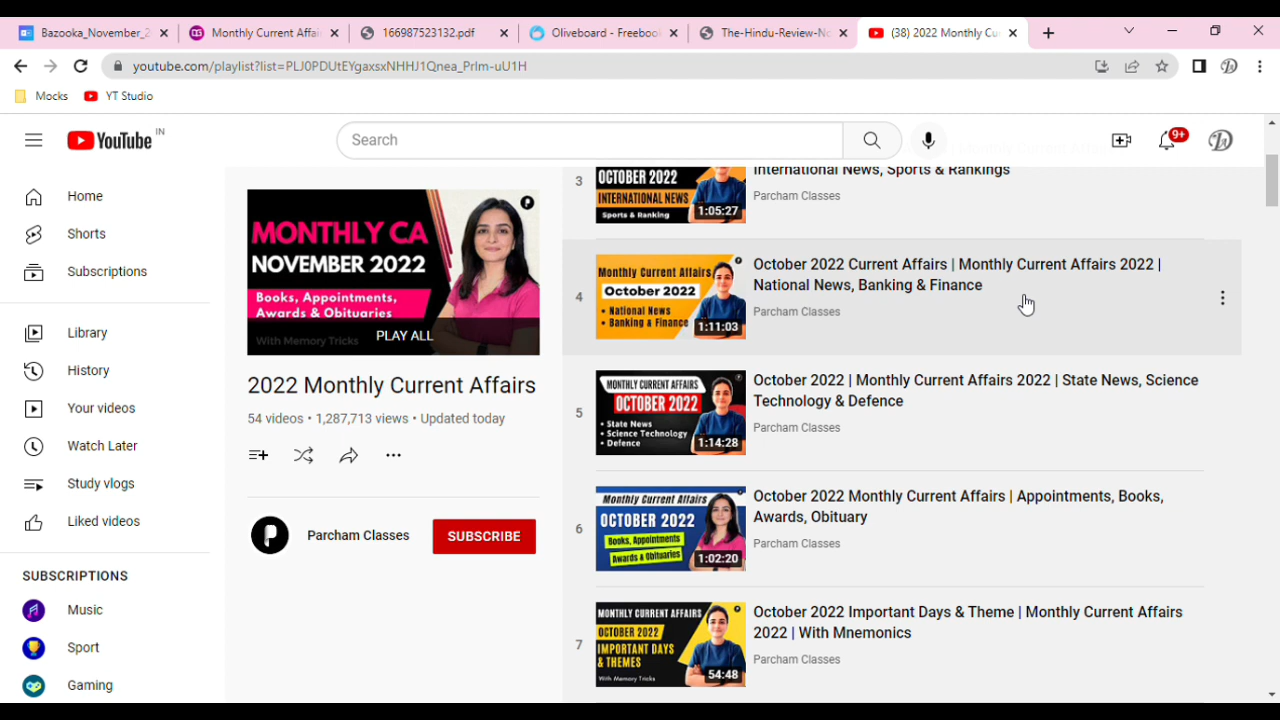 Bazooka_November_2
Monthly Current Affai
166987523132.pdf
Oliveboard - Freeboo
The-Hindu-Review-No
(38) 2022 Monthly Cu
youtube.com/playlist?list=PLJ0PDUtEYgaxsxNHHJ1Qnea_PrIm-uU1H
Mocks
YT Studio
YouTube IN
Search
9+
Home
Shorts
Subscriptions
Library
History
Your videos
Watch Later
Study vlogs
Liked videos
SUBSCRIPTIONS
Music
Sport
Gaming
MONTHLY CA
NOVEMBER 2022
Books, Appointments,
Awards & Obituaries
With Memory Tricks
PLAY ALL
2022 Monthly Current Affairs
54 videos • 1,287,713 views • Updated today
Parcham Classes
SUBSCRIBE
3
OCTOBER 2022
INTERNATIONAL NEWS
Sports & Ranking
1:05:27
International News, Sports & Rankings
Parcham Classes
4
Monthly Current Affairs
October 2022
• National News
• Banking & Finance
1:11:03
October 2022 Current Affairs | Monthly Current Affairs 2022 |
National News, Banking & Finance
Parcham Classes
5
MONTHLY CURRENT AFFAIRS
OCTOBER 2022
• State News
• Science Technology
• Defence
1:14:28
October 2022 | Monthly Current Affairs 2022 | State News, Science
Technology & Defence
Parcham Classes
6
Monthly Current Affairs
OCTOBER 2022
Books, Appointments
Awards & Obituaries
1:02:20
October 2022 Monthly Current Affairs | Appointments, Books,
Awards, Obituary
Parcham Classes
7
MONTHLY CURRENT AFFAIRS
OCTOBER 2022
IMPORTANT DAYS
& THEMES
With Memory Tricks
54:48
October 2022 Important Days & Theme | Monthly Current Affairs
2022 | With Mnemonics
Parcham Classes